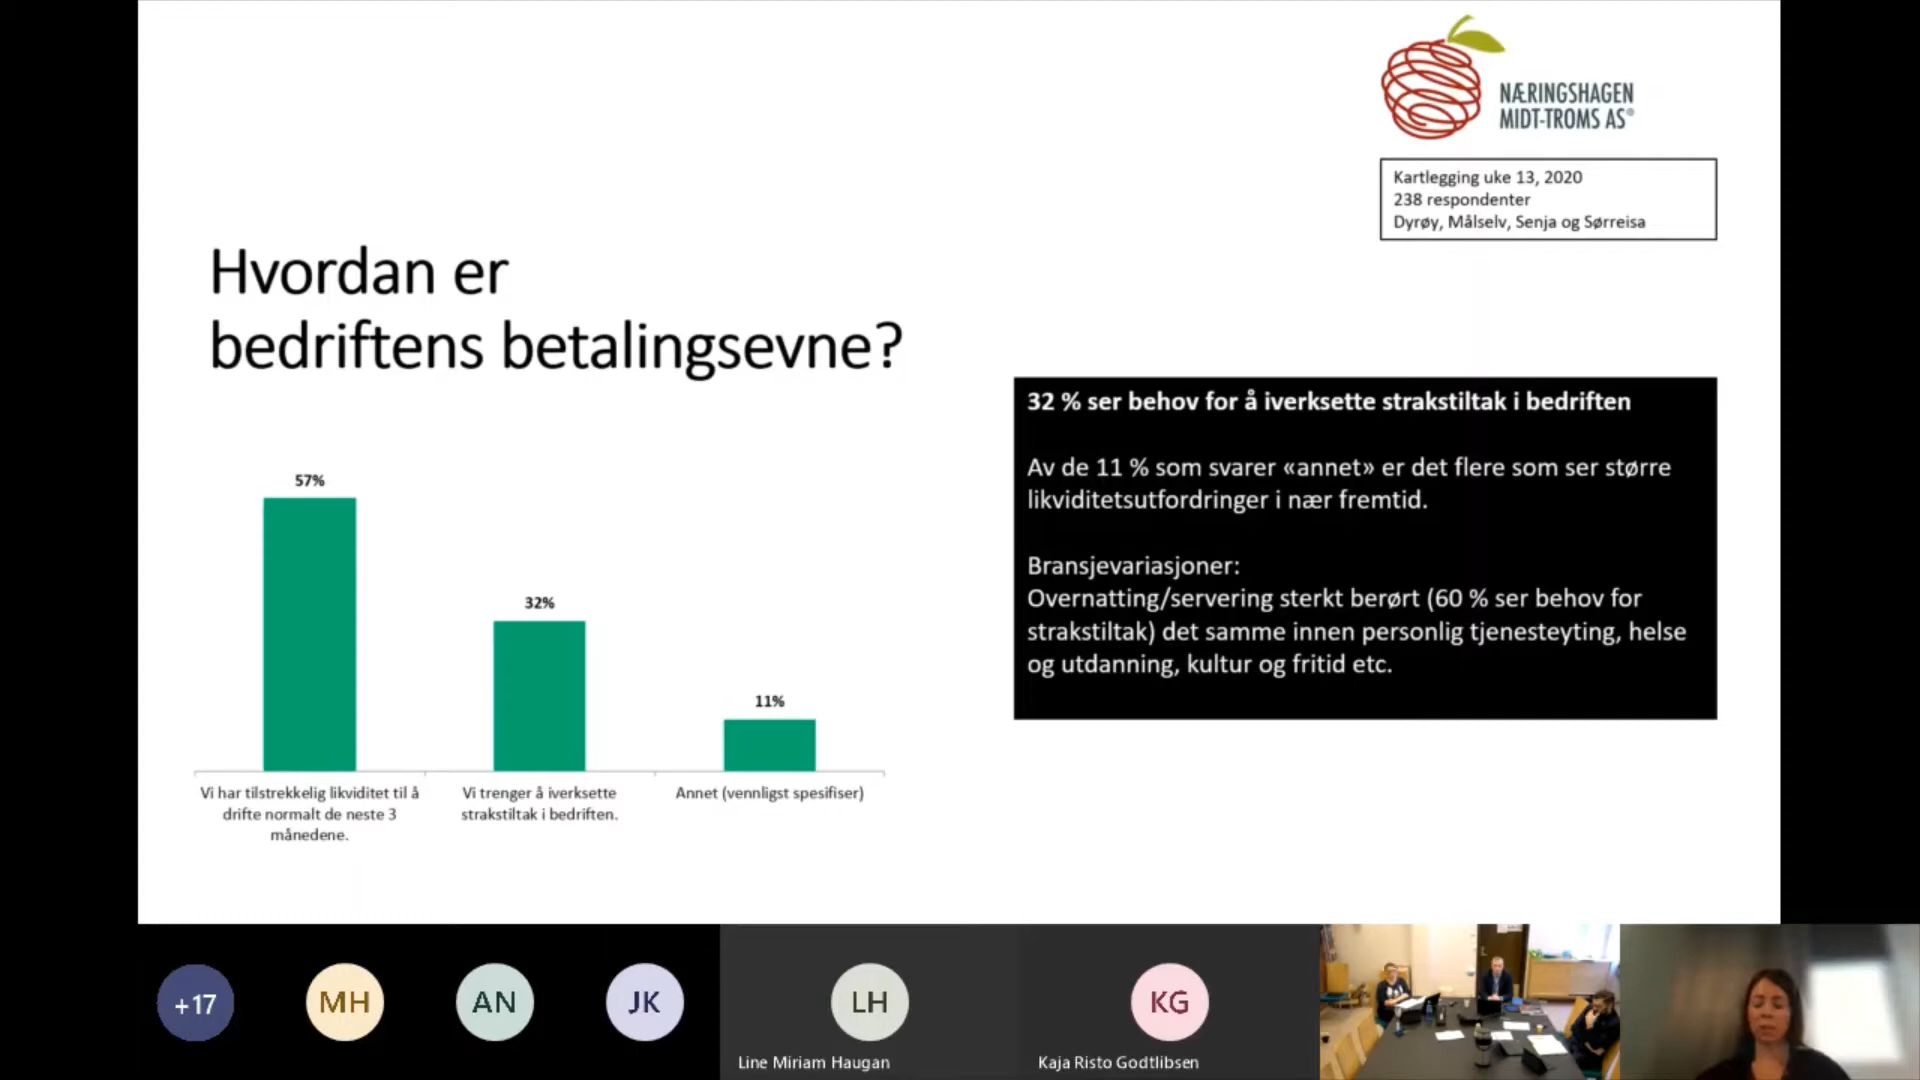 NÆRINGSHAGEN
MIDT-TROMS AS®
Kartlegging uke 13, 2020
238 respondenter
Dyrøy, Målselv, Senja og Sørreisa
Hvordan er
bedriftens betalingsevne?
32 % ser behov for å iverksette strakstiltak i bedriften
Av de 11 % som svarer «annet» er det flere som ser større
likviditetsutfordringer i nær fremtid.
Bransjevariasjoner:
Overnatting/servering sterkt berørt (60 % ser behov for
strakstiltak) det samme innen personlig tjenesteyting, helse
og utdanning, kultur og fritid etc.
57%
32%
11%
Vi har tilstrekkelig likviditet til å
drifte normalt de neste 3
månedene.
Vi trenger å iverksette
strakstiltak i bedriften.
Annet (vennligst spesifiser)
+17
MH
AN
JK
LH
KG
Line Miriam Haugan
Kaja Risto Godtlibsen